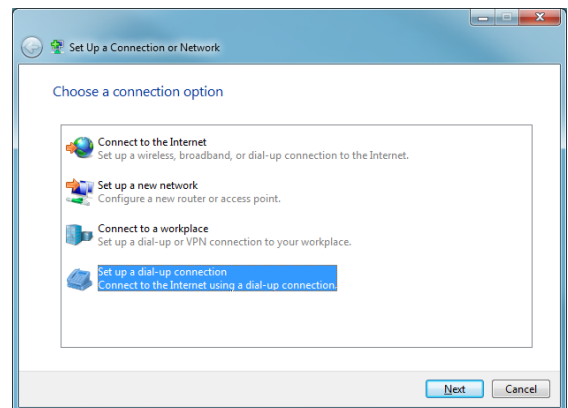 Set Up a Connection or Network
Choose a connection option
Connect to the Internet
Set up a wireless, broadband, or dial-up connection to the Internet.
Set up a new network
Configure a new router or access point.
Connect to a workplace
Set up a dial-up or VPN connection to your workplace.
Set up a dial-up connection
Connect to the Internet using a dial-up connection.
Next Cancel